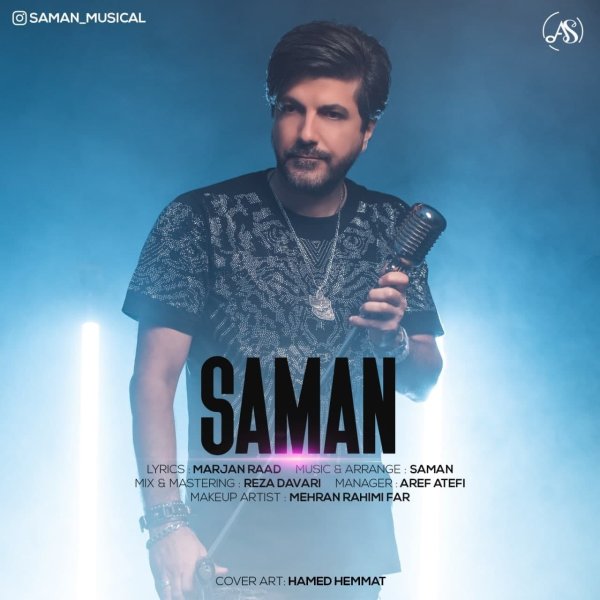 SAMAN_MUSICAL
AS
SAMAN
LYRICS : MARJAN RAAD MUSIC & ARRANGE : SAMAN
MIX & MASTERING : REZA DAVARI MANAGER : AREF ATEFI
MAKEUP ARTIST : MEHRAN RAHIMI FAR
COVER ART: HAMED HEMMAT